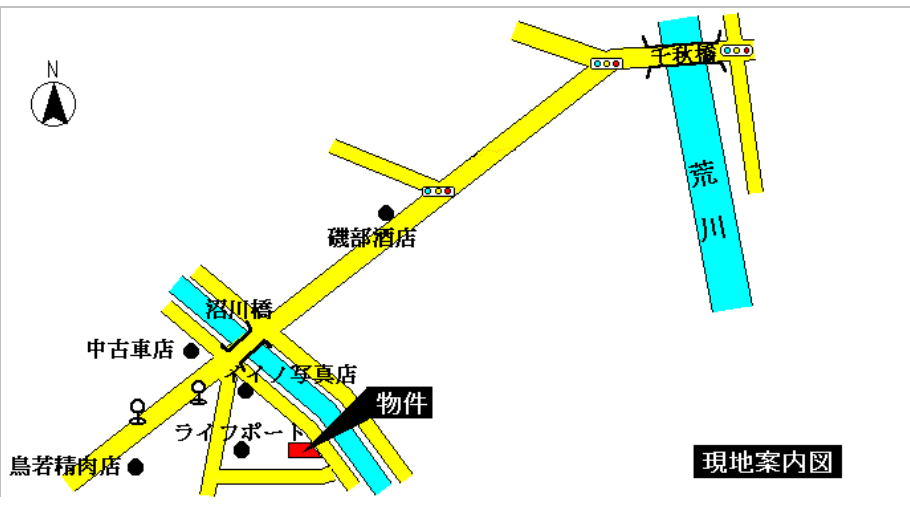 N
千秋橋
荒川
磯部酒店
沼川橋
中古車店
イイノ写真店
物件
ライフポート
鳥若精肉店
現地案内図